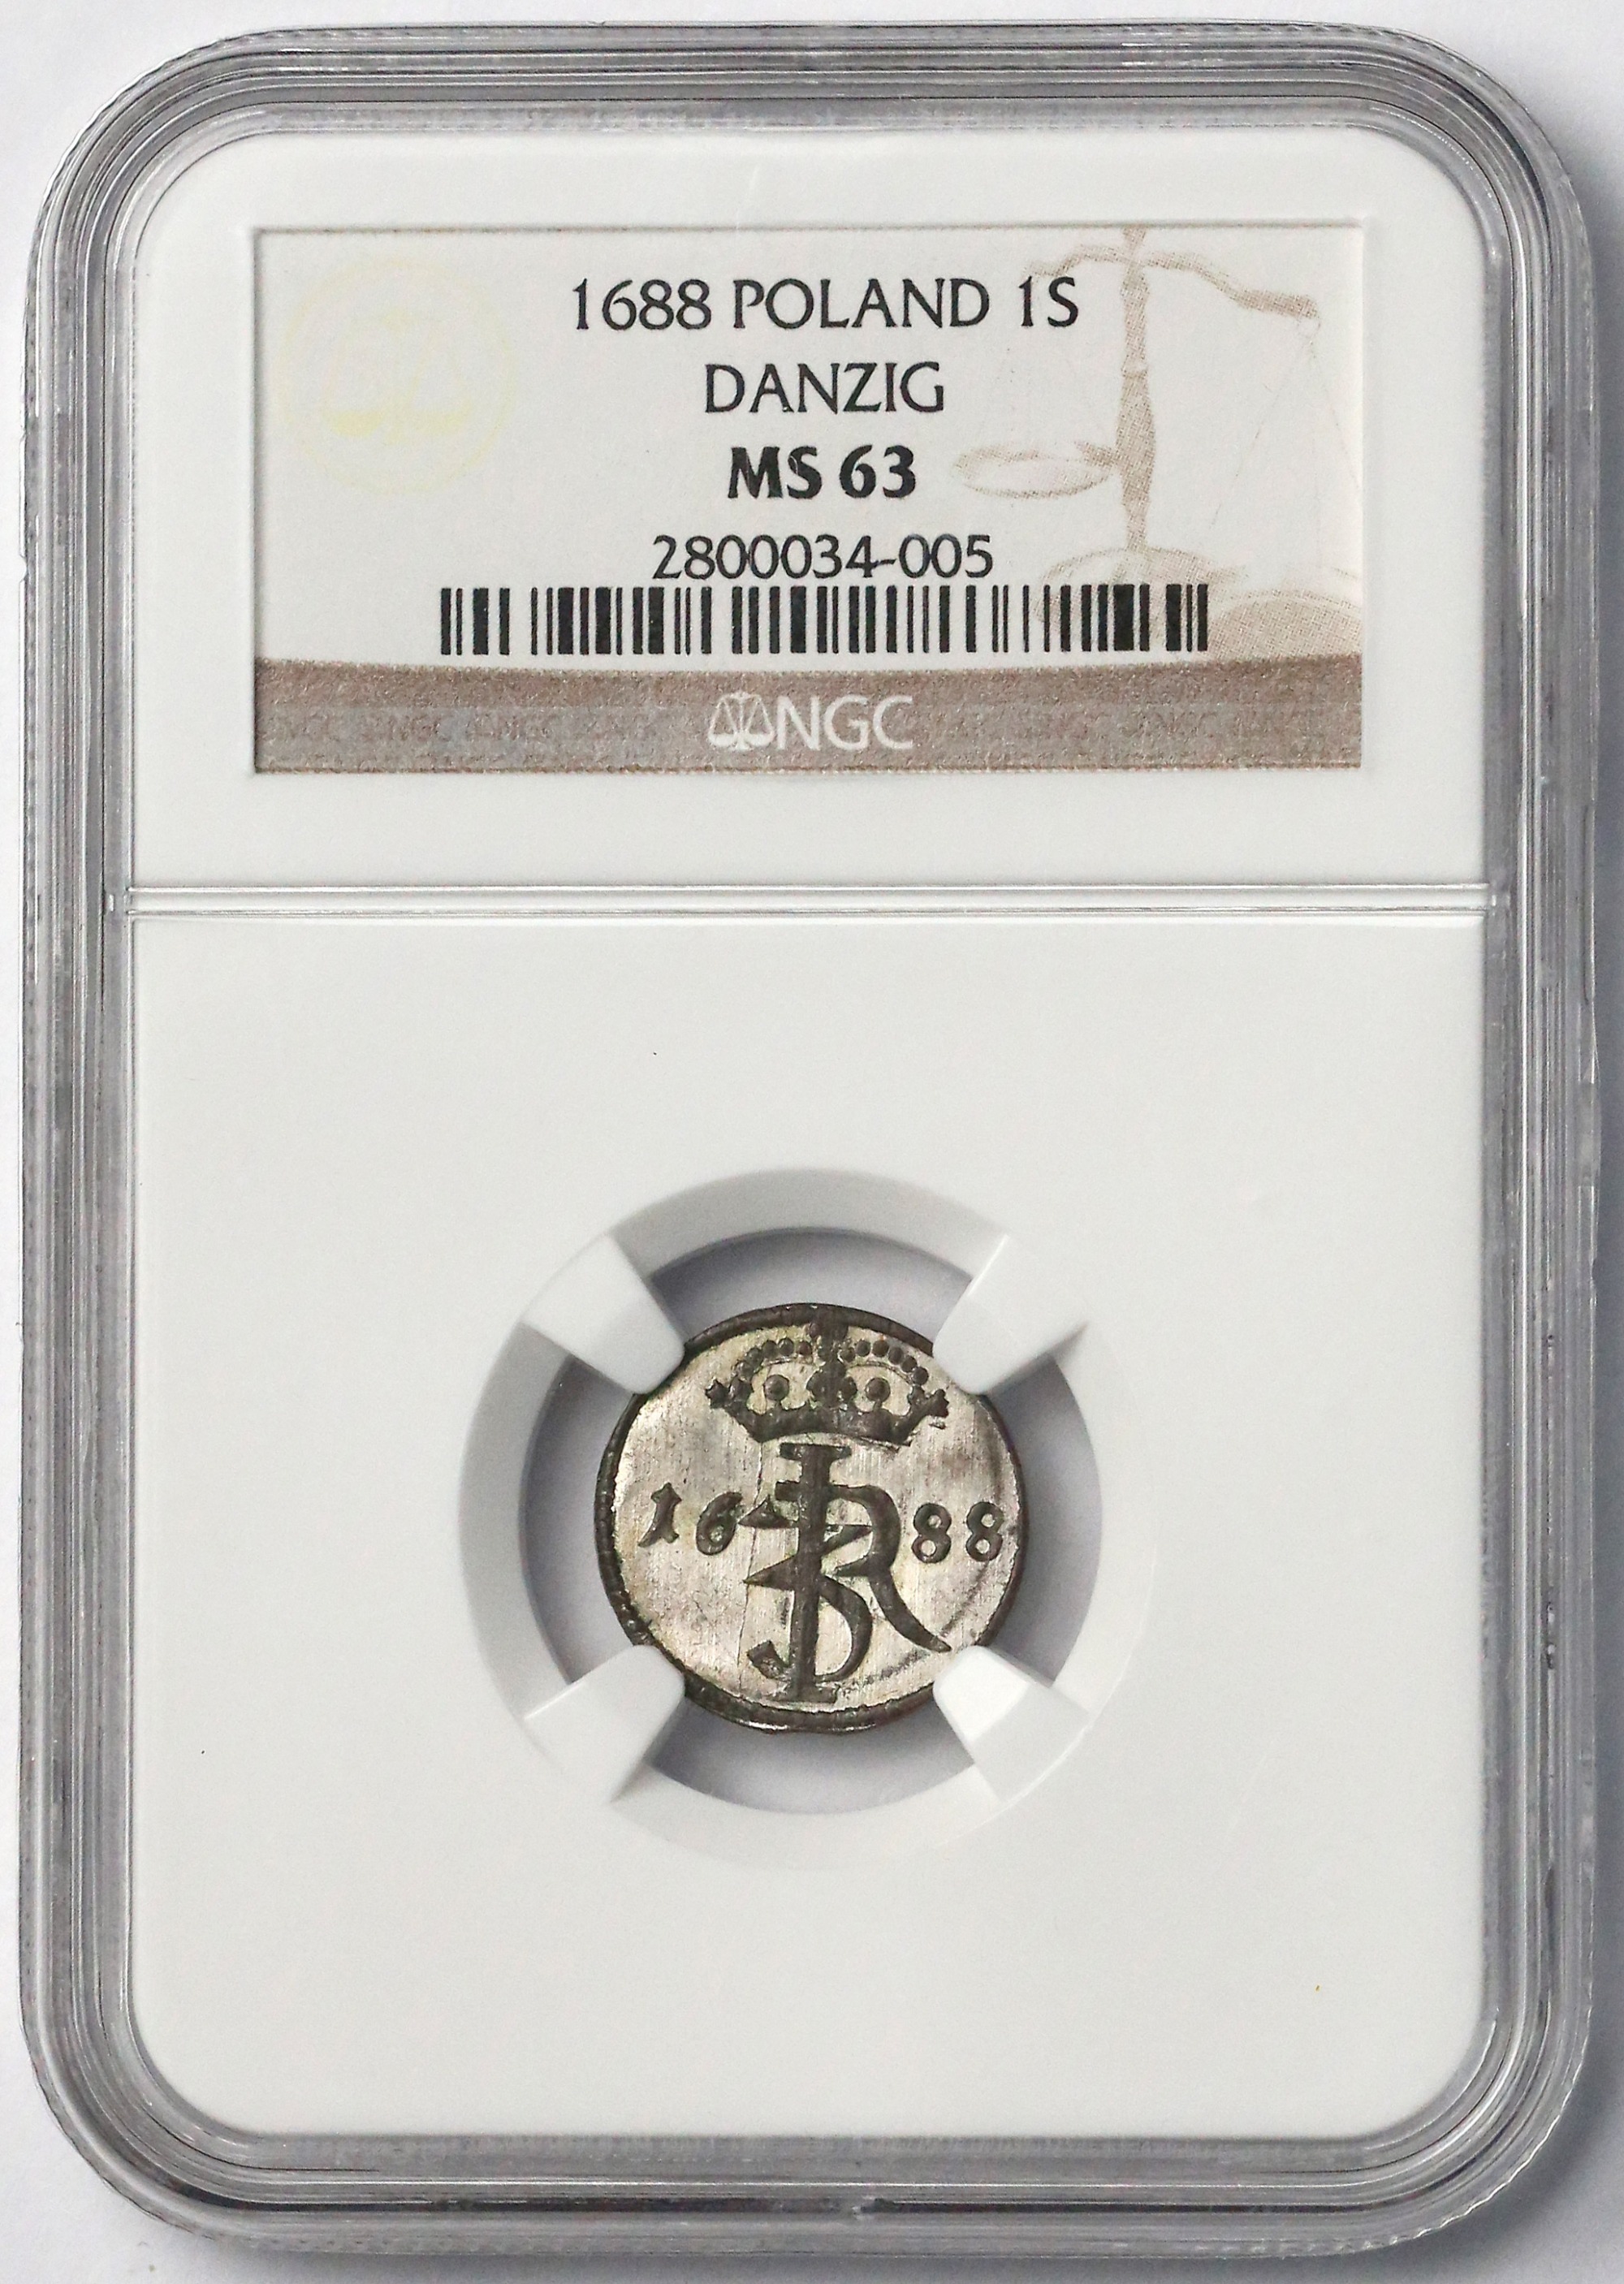 1688 POLAND 1S
DANZIG
MS 63
2800034-005
NGC
16 88